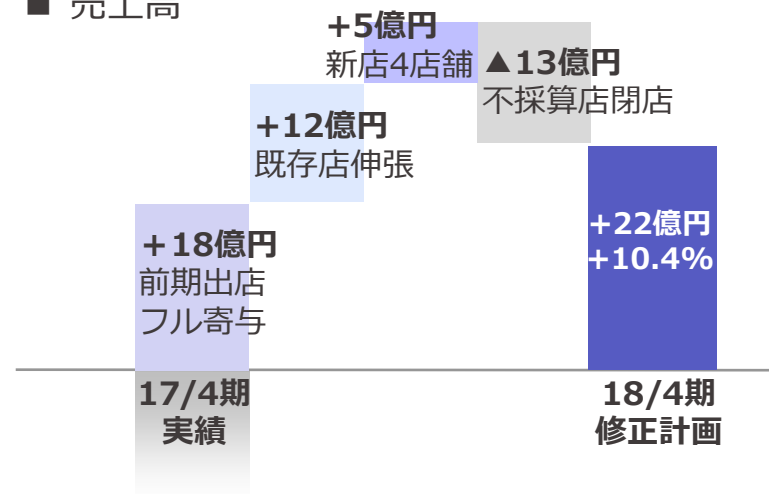 ■ 売上高
+5億円
新店4店舗
▲13億円
不採算店閉店
+12億円
既存店伸張
+22億円
+10.4%
+18億円
前期出店
フル寄与
17/4期
実績
18/4期
修正計画